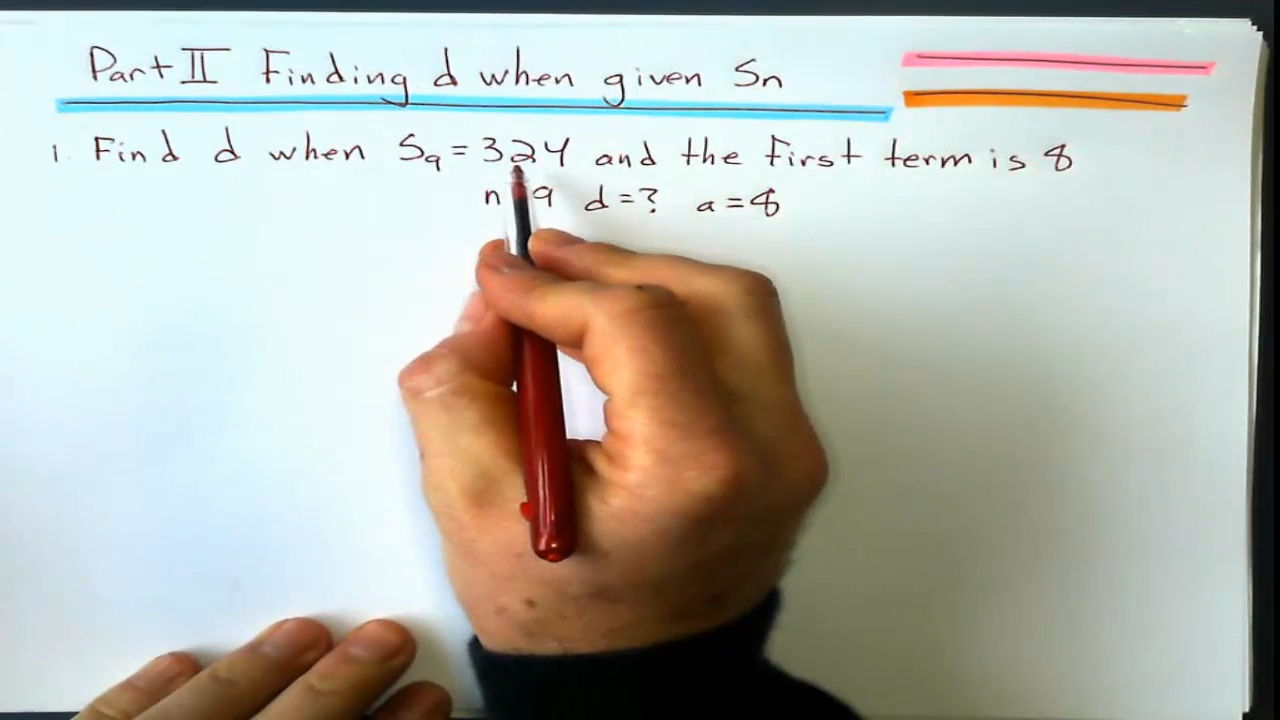 Part II Finding d when given Sn
1. Find d when S9 = 324 and the first term is 8
n 9 d = ? a = 8